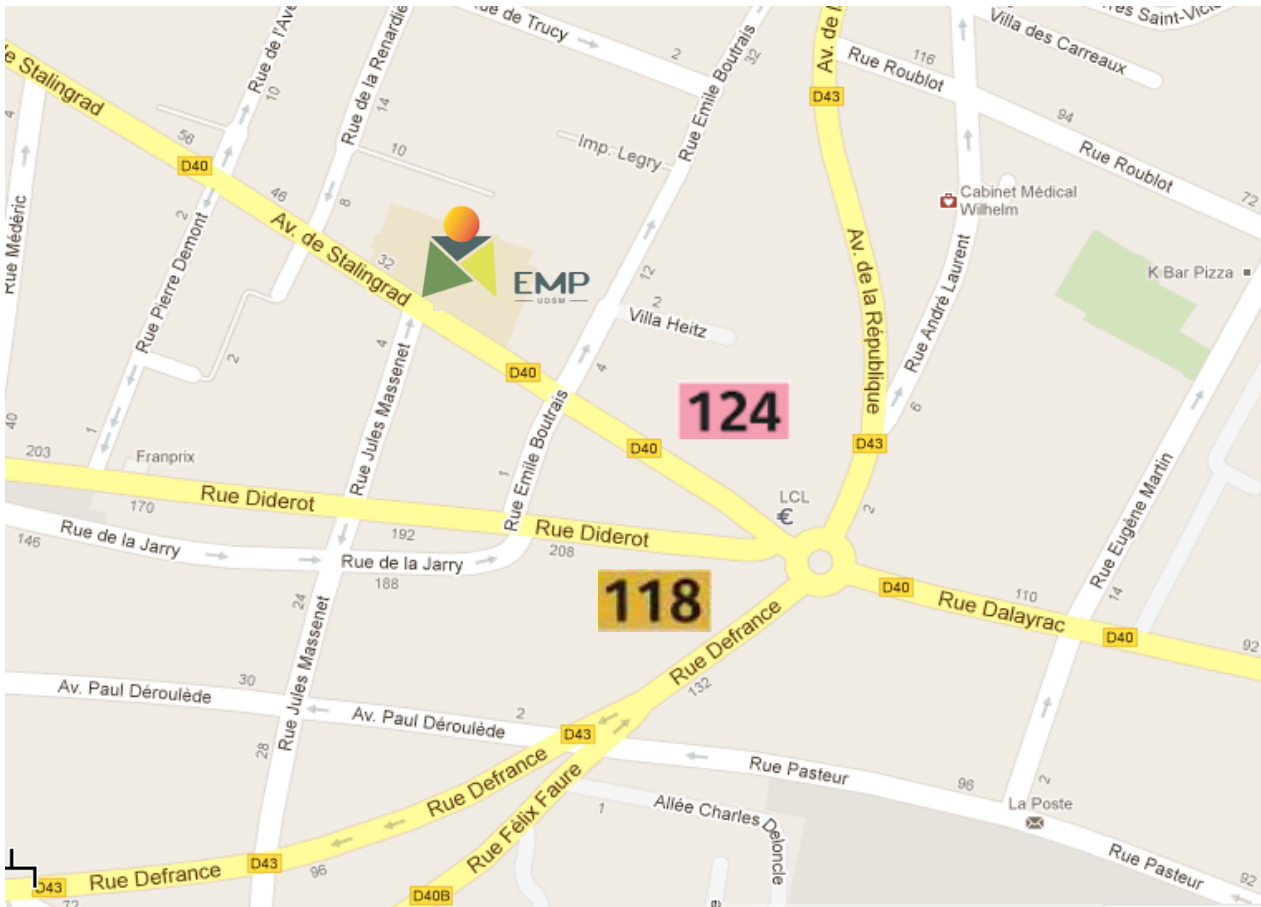 ue de Trucy
2
Rue Emile Boutrais
32
Av. de l
Villa des Carreaux
116
Rue Roublot
D43
94
Rue Roublot
72
e Stalingrad
Rue de l'Ave
10
Rue de la Renardiè
14
4
56
D40
10
Imp. Legry
Cabinet Médical
Wilhelm
46
8
2
Av. de Stalingrad
32
Rue Médéric
Rue Pierre Demont
EMP
UDSM
12
2
Villa Heitz
Av. de la République
Rue André Laurent
K Bar Pizza
2
4
D40
4
6
124
40
1
203
Franprix
Rue Jules Massenet
Rue Emile Boutrais
1
D40
D43
LCL
€
2
Rue Diderot
170
192
Rue Diderot
208
146
Rue de la Jarry
Rue de la Jarry
188
118
D40
Rue Dalayrac
110
Rue Eugène Martin
14
D40
92
24
Rue Jules Massenet
Rue Defrance
132
Av. Paul Déroulède
30
Av. Paul Déroulède
2
D43
Rue Pasteur
96
2
La Poste
28
Rue Defrance
Rue Félix Faure
1
Allée Charles Deloncle
Rue Pasteur
92
D43
Rue Defrance
D43
96
72
D40B